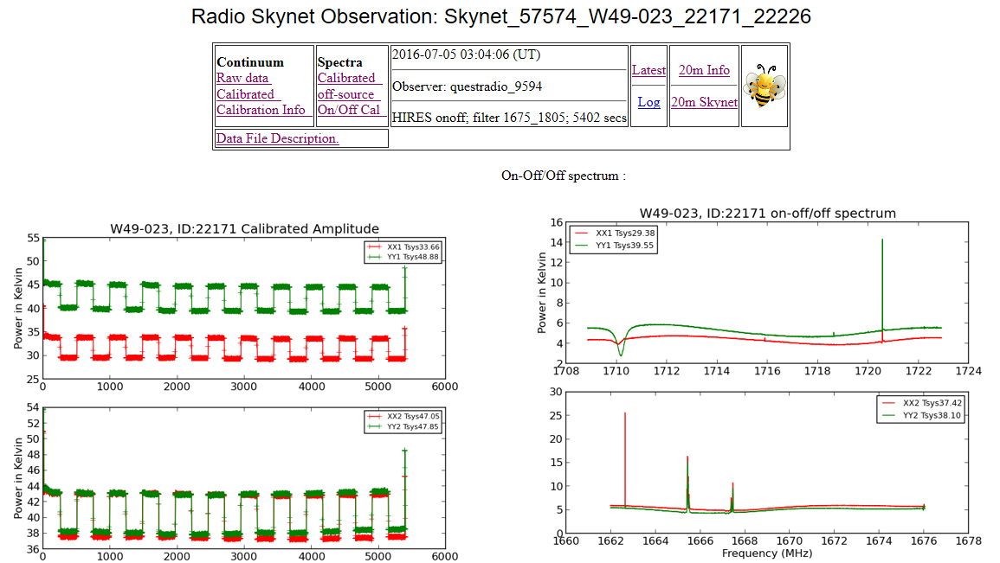 Radio Skynet Observation: Skynet_57574_W49-023_22171_22226
Continuum
Raw data
Calibrated
Calibration Info
Spectra
Calibrated
off-source
On/Off Cal
2016-07-05 03:04:06 (UT)
Observer: questradio_9594
HIRES onoff; filter 1675_1805; 5402 secs
Latest
Log
20m Info
20m Skynet
Data File Description.
On-Off/Off spectrum :
W49-023, ID:22171 Calibrated Amplitude
XX1 Tsys33.66
YY1 Tsys48.88
Power in Kelvin
55
50
45
40
35
30
25
0 1000 2000 3000 4000 5000 6000
XX2 Tsys47.05
YY2 Tsys47.85
Power in Kelvin
54
52
50
48
46
44
42
40
38
36
0 1000 2000 3000 4000 5000 6000
W49-023, ID:22171 on-off/off spectrum
XX1 Tsys29.38
YY1 Tsys39.55
Power in Kelvin
16
14
12
10
8
6
4
2
1708 1710 1712 1714 1716 1718 1720 1722 1724
XX2 Tsys37.42
YY2 Tsys38.10
Power in Kelvin
30
25
20
15
10
5
0
1660 1662 1664 1666 1668 1670 1672 1674 1676 1678
Frequency (MHz)